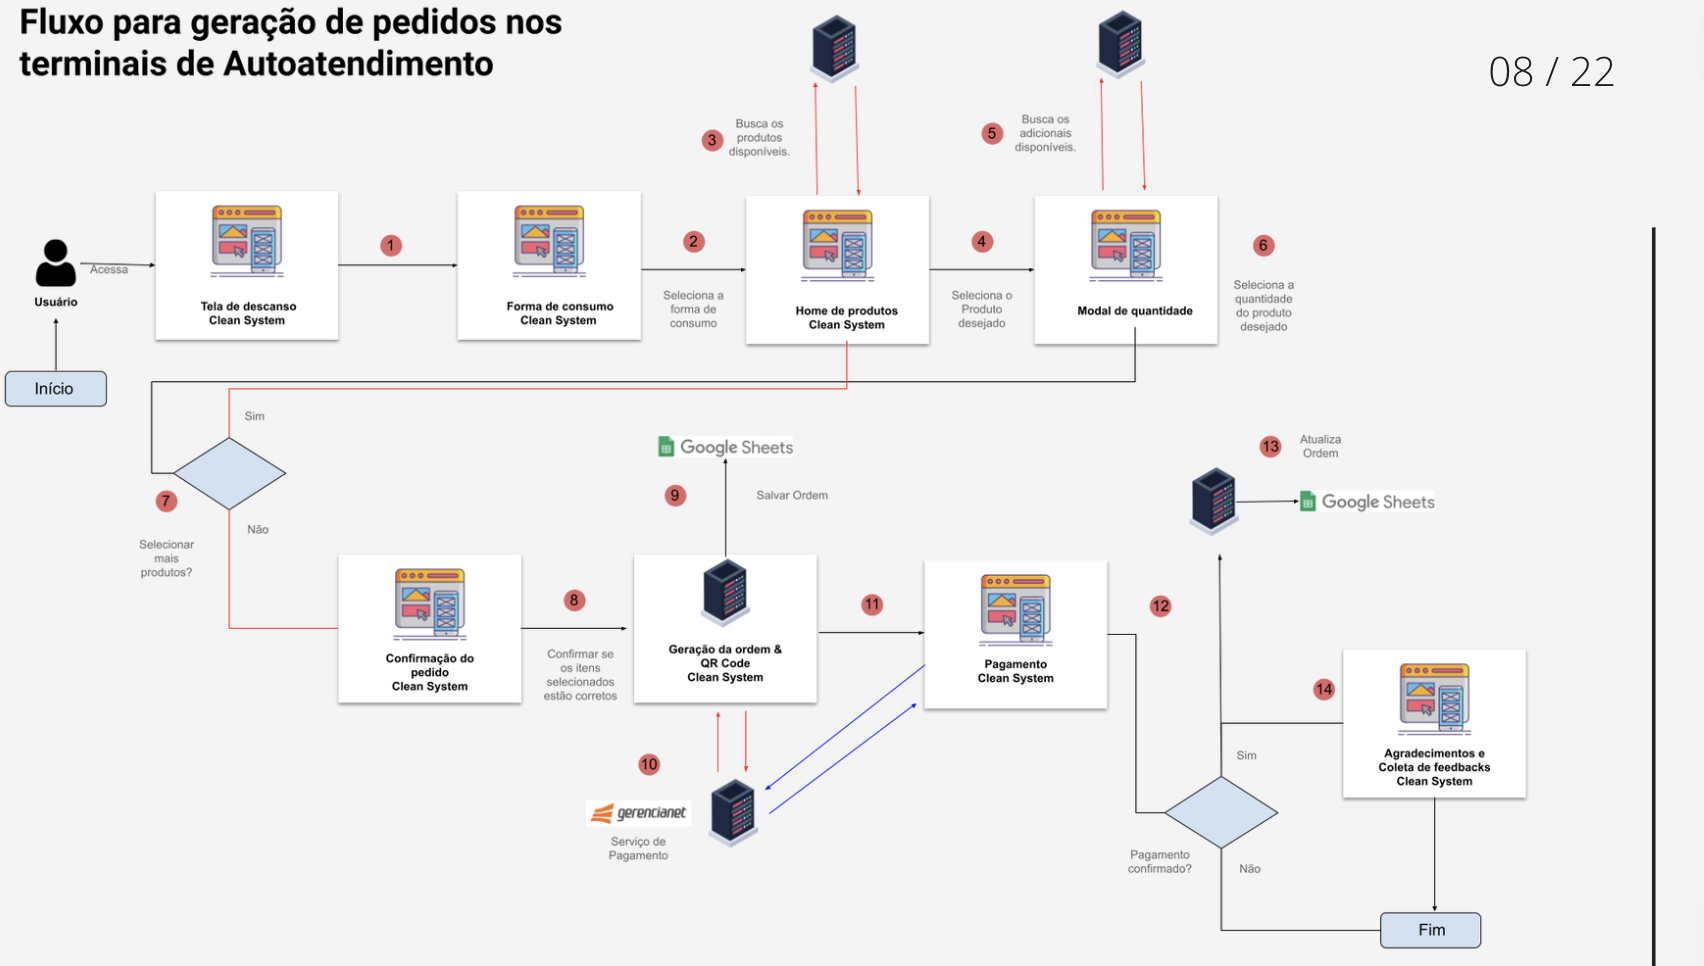 Fluxo para geração de pedidos nos
terminais de Autoatendimento
08 / 22
3
Busca os
produtos
disponíveis.
5
Busca os
adicionais
disponíveis.
Usuário
Acessa
Início
Tela de descanso
Clean System
1
Forma de consumo
Clean System
2
Seleciona a
forma de
consumo
Home de produtos
Clean System
4
Seleciona o
Produto
desejado
Modal de quantidade
6
Seleciona a
quantidade
do produto
desejado
Sim
7
Selecionar
mais
produtos?
Não
Confirmação do
pedido
Clean System
8
Confirmar se
os itens
selecionados
estão corretos
Google Sheets
9
Salvar Ordem
Geração da ordem &
QR Code
Clean System
10
gerencianet
Serviço de
Pagamento
11
Pagamento
Clean System
12
13
Atualiza
Ordem
Google Sheets
14
Sim
Agradecimentos e
Coleta de feedbacks
Clean System
Pagamento
confirmado?
Não
Fim